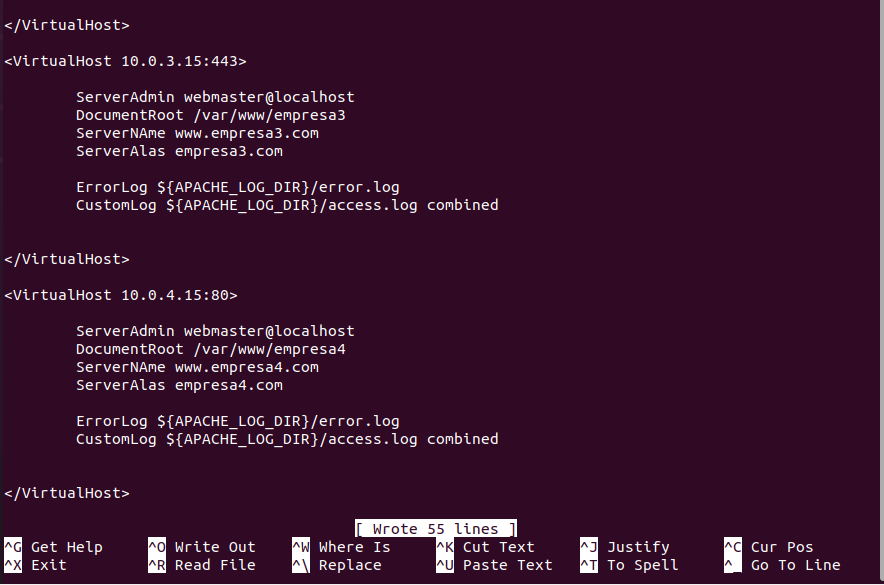 </VirtualHost>
<VirtualHost 10.0.3.15:443>
ServerAdmin webmaster@localhost
DocumentRoot /var/www/empresa3
ServerNAme www.empresa3.com
ServerAlas empresa3.com
ErrorLog ${APACHE_LOG_DIR}/error.log
CustomLog ${APACHE_LOG_DIR}/access.log combined
</VirtualHost>
<VirtualHost 10.0.4.15:80>
ServerAdmin webmaster@localhost
DocumentRoot /var/www/empresa4
ServerNAme www.empresa4.com
ServerAlas empresa4.com
ErrorLog ${APACHE_LOG_DIR}/error.log
CustomLog ${APACHE_LOG_DIR}/access.log combined
</VirtualHost>
[ Wrote 55 lines ]
^G Get Help ^O Write Out ^W Where Is ^K Cut Text ^J Justify ^C Cur Pos
^X Exit ^R Read File ^\ Replace ^U Paste Text ^T To Spell ^_ Go To Line